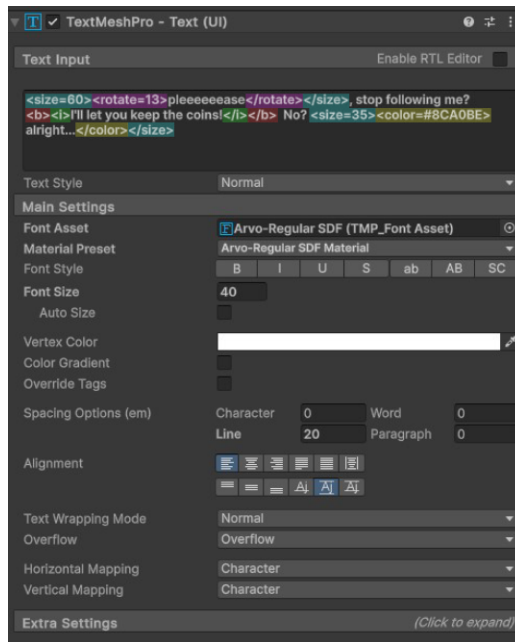 TextMeshPro - Text (UI)
Text Input Enable RTL Editor
<size=60><rotate=13>pleeeeeease</rotate></size>, stop following me?
<b><i>I'll let you keep the coins!</i></b> No? <size=35><color=#8CA0BE>
alright...</color></size>
Text Style Normal
Main Settings
Font Asset Arvo-Regular SDF (TMP_Font Asset)
Material Preset Arvo-Regular SDF Material
Font Style B I U S ab AB SC
Font Size 40
Auto Size
Vertex Color
Color Gradient
Override Tags
Spacing Options (em) Character 0 Word 0
Line 20 Paragraph 0
Alignment
Text Wrapping Mode Normal
Overflow Overflow
Horizontal Mapping Character
Vertical Mapping Character
Extra Settings (Click to expand)